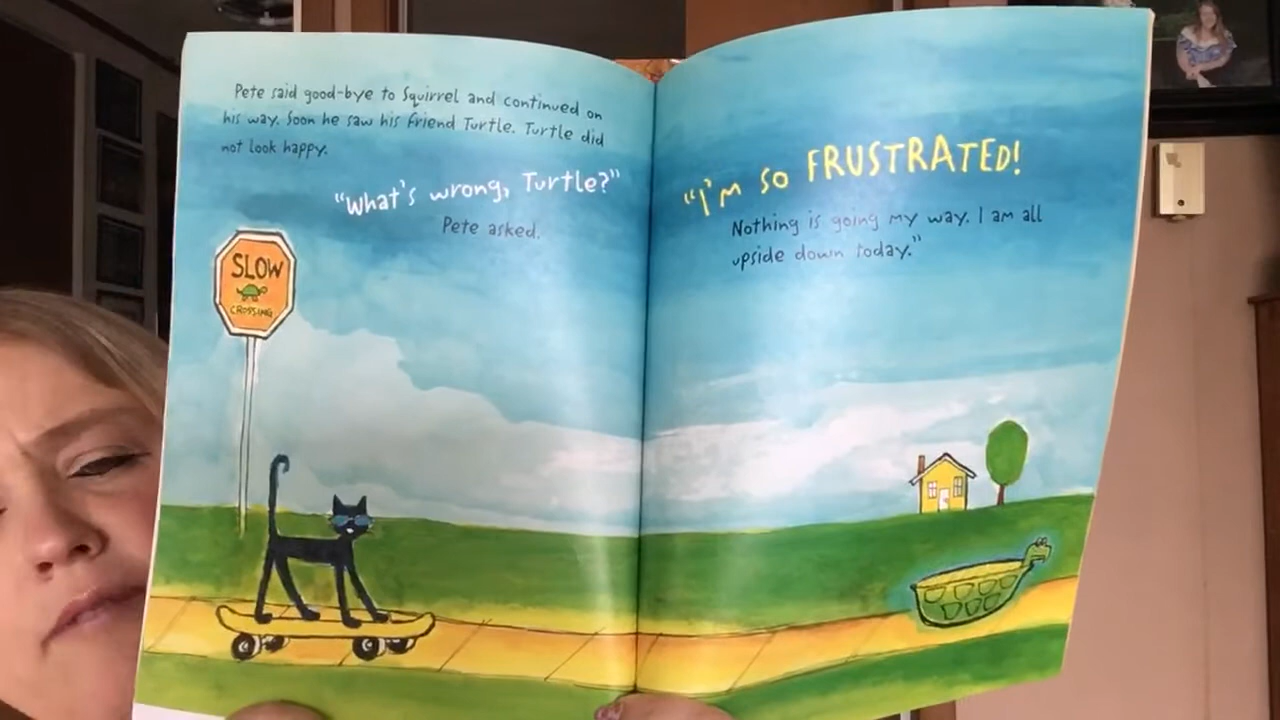 Pete said good-bye to Squirrel and continued on
his way. Soon he saw his friend Turtle. Turtle did
not look happy.
"What's wrong, Turtle?"
Pete asked.
SLOW
CROSSING
"I'm so FRUSTRATED!
Nothing is going my way. I am all
upside down today."